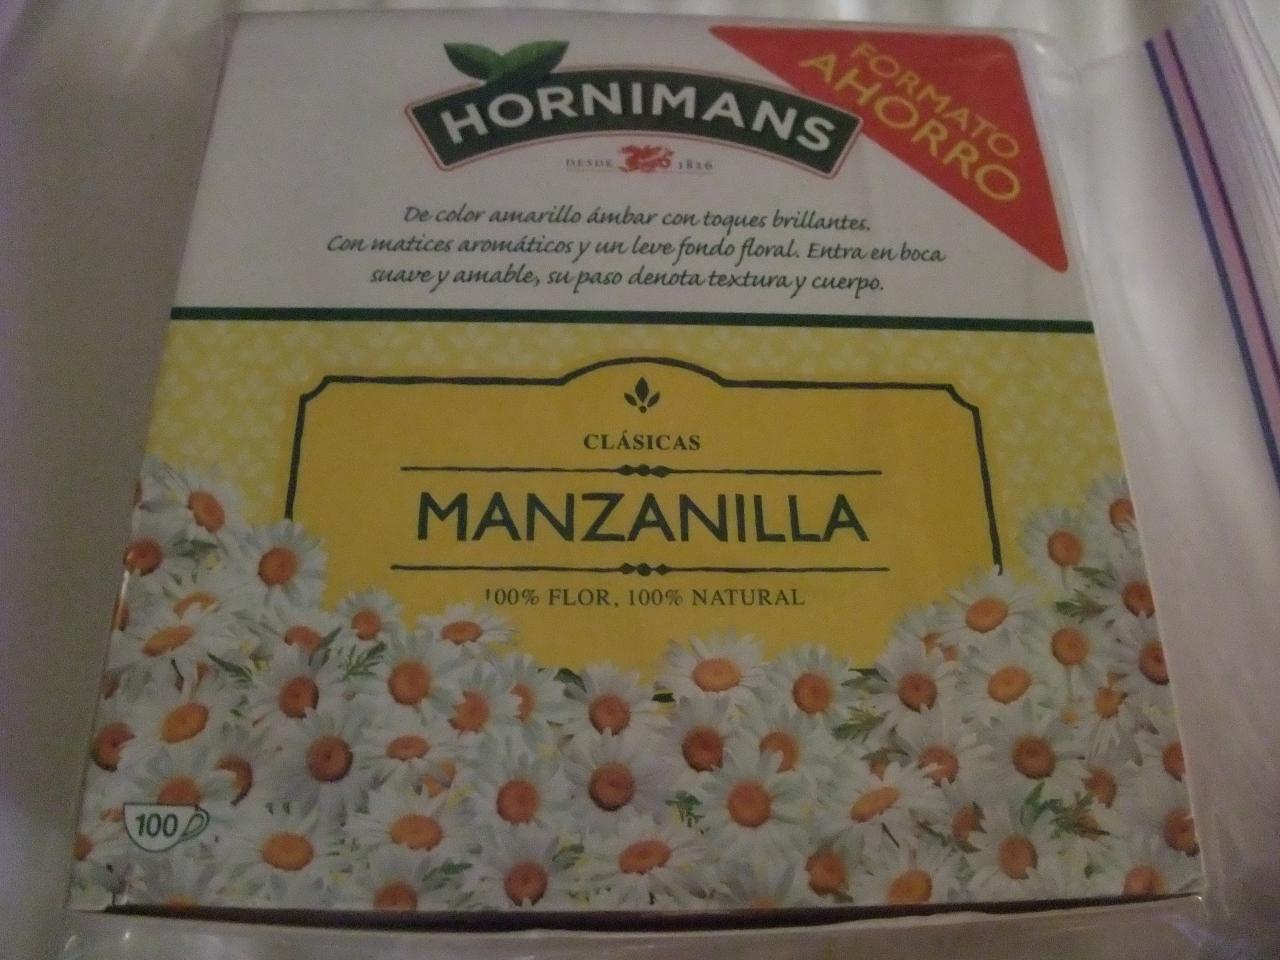 HORNIMANS
DESDE 1826
FORMATO
AHORRO
De color amarillo ámbar con toques brillantes.
Con matices aromáticos y un leve fondo floral. Entra en boca
suave y amable, su paso denota textura y cuerpo.
CLÁSICAS
MANZANILLA
100% FLOR, 100% NATURAL
100